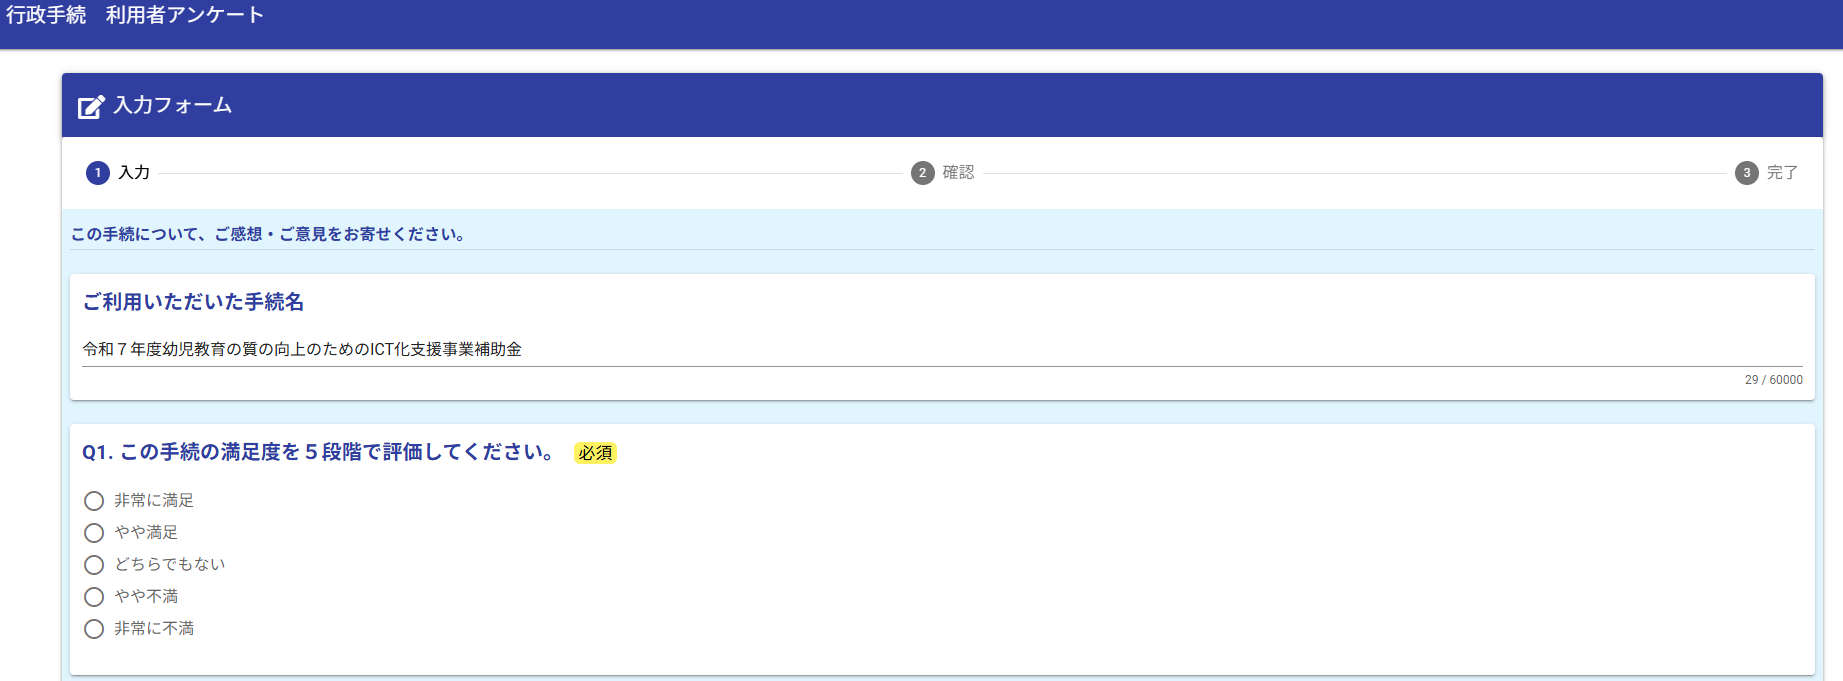 行政手続　利用者アンケート
入力フォーム
1 入力
2 確認
3 完了
この手続について、ご感想・ご意見をお寄せください。
ご利用いただいた手続名
令和７年度幼児教育の質の向上のためのICT化支援事業補助金
29 / 60000
Q1. この手続の満足度を５段階で評価してください。 必須
非常に満足
やや満足
どちらでもない
やや不満
非常に不満